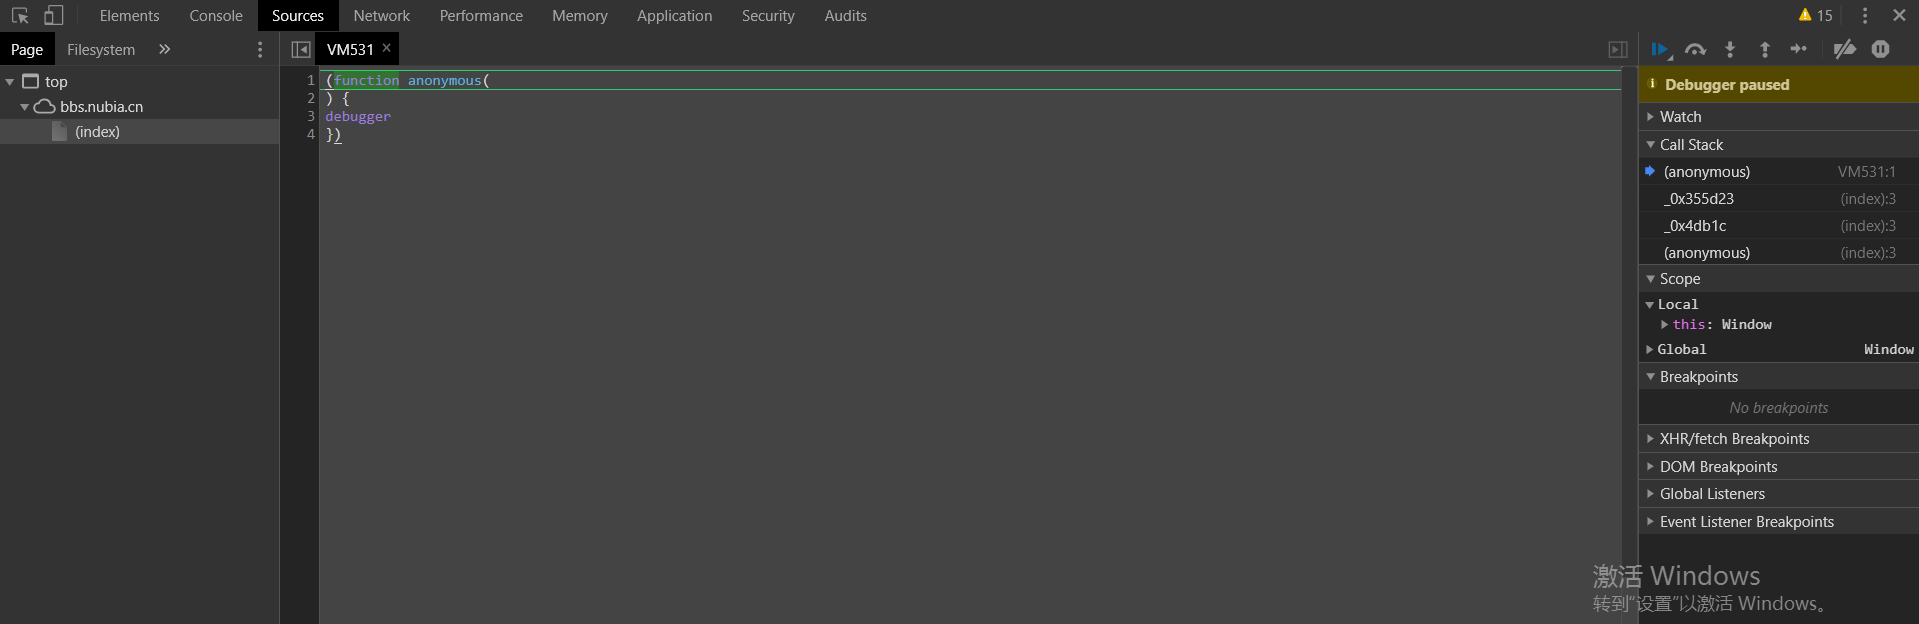 Elements Console Sources Network Performance Memory Application Security Audits 15
Page Filesystem
VM531
top
bbs.nubia.cn
(index)
1 (function anonymous(
2 ) {
3 debugger
4 })
Debugger paused
Watch
Call Stack
(anonymous) VM531:1
_0x355d23 (index):3
_0x4db1c (index):3
(anonymous) (index):3
Scope
Local
this: Window
Global Window
Breakpoints
No breakpoints
XHR/fetch Breakpoints
DOM Breakpoints
Global Listeners
Event Listener Breakpoints
激活 Windows
转到"设置"以激活 Windows。